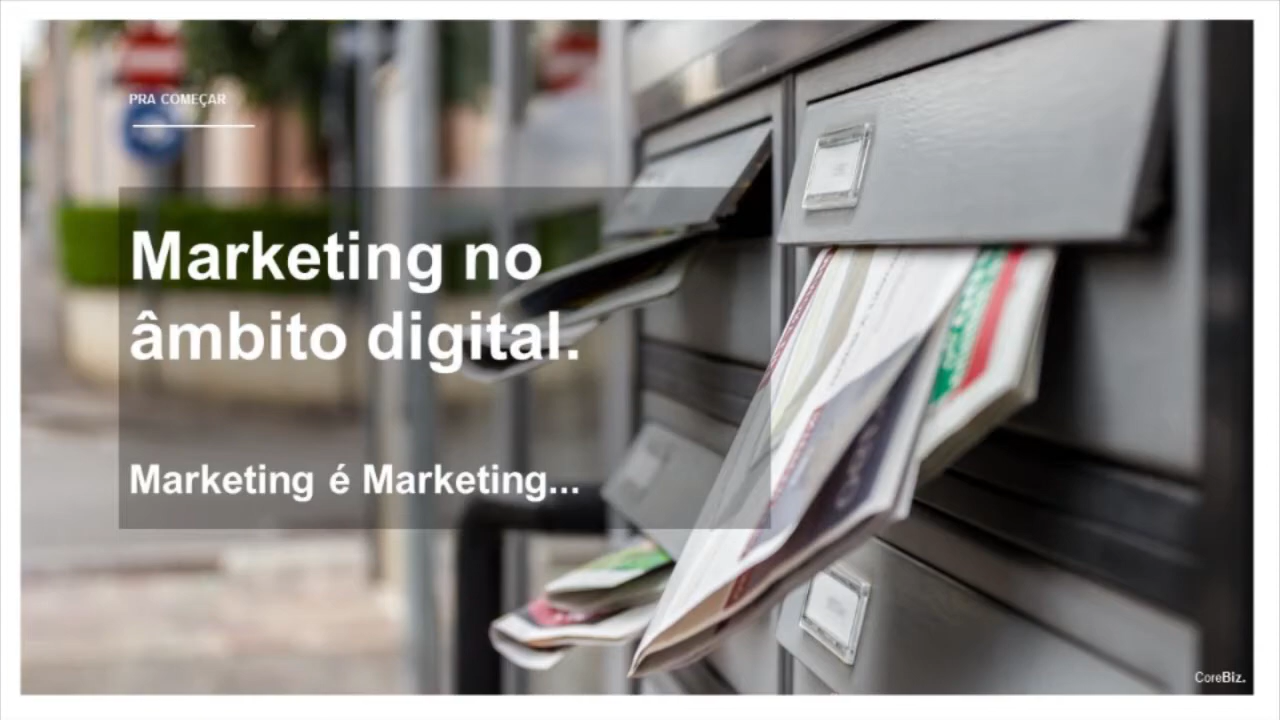 PRA COMEÇAR
Marketing no
âmbito digital.
Marketing é Marketing...
CoreBiz.